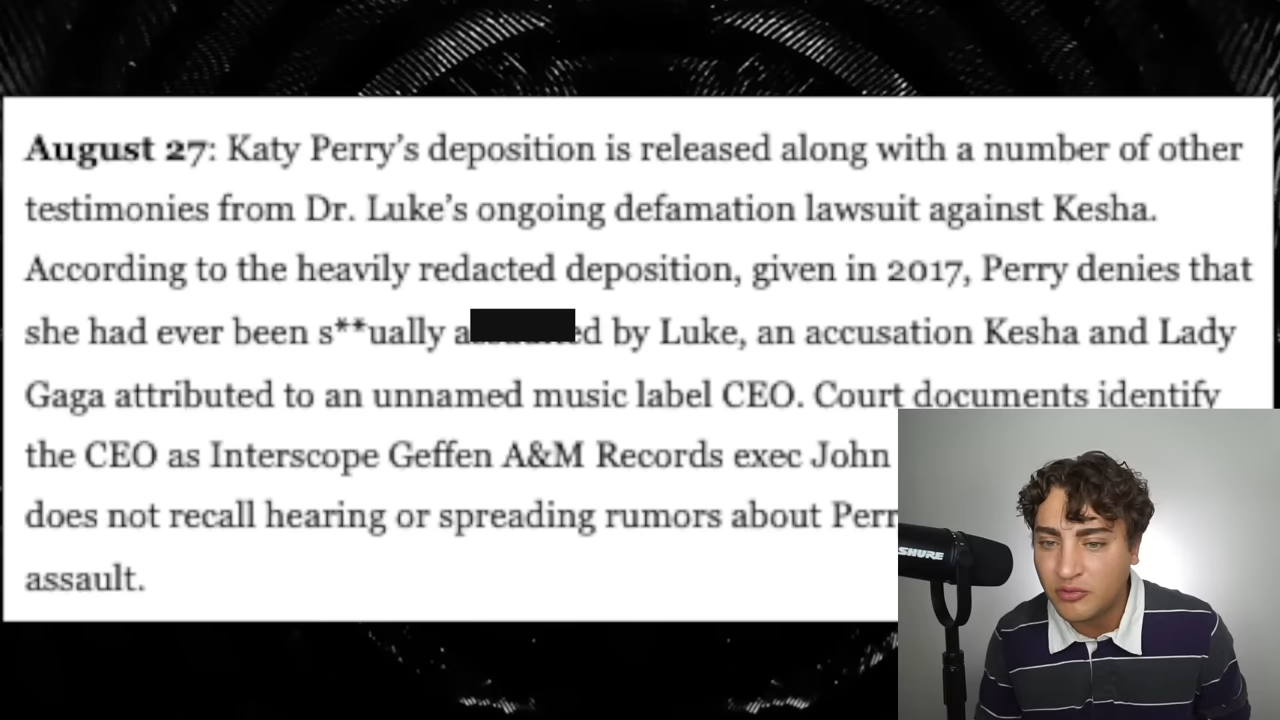 August 27: Katy Perry’s deposition is released along with a number of other
testimonies from Dr. Luke’s ongoing defamation lawsuit against Kesha.
According to the heavily redacted deposition, given in 2017, Perry denies that
she had ever been s**ually a ed by Luke, an accusation Kesha and Lady
Gaga attributed to an unnamed music label CEO. Court documents identify
the CEO as Interscope Geffen A&M Records exec John
does not recall hearing or spreading rumors about Perr
assault.
SHURE